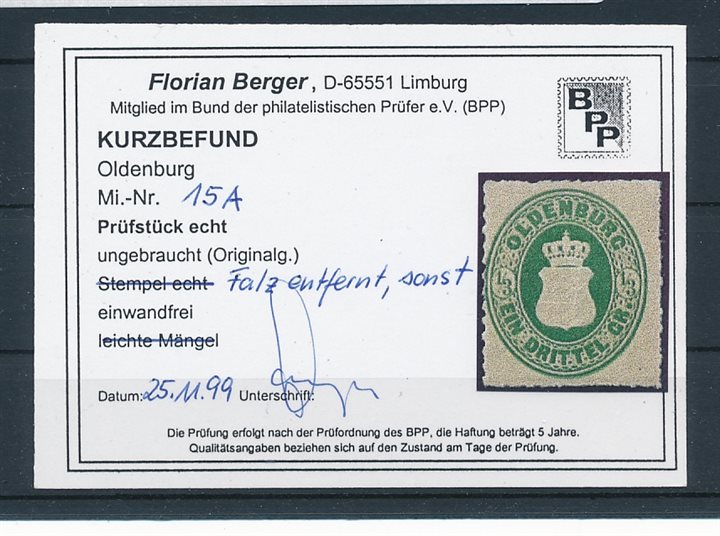 Florian Berger, D-65551 Limburg
Mitglied im Bund der philatelistischen Prüfer e.V. (BPP)
BPP
KURZBEFUND
Oldenburg
Mi.-Nr. 15A
Prüfstück echt
ungebraucht (Originalg.)
Stempel echt Falz entfernt, sonst
einwandfrei
leichte Mängel
Datum: 25.11.99 Unterschrift:
OLDENBURG
EIN DRITTEL GR.
Die Prüfung erfolgt nach der Prüfordnung des BPP, die Haftung beträgt 5 Jahre.
Qualitätsangaben beziehen sich auf den Zustand am Tage der Prüfung.